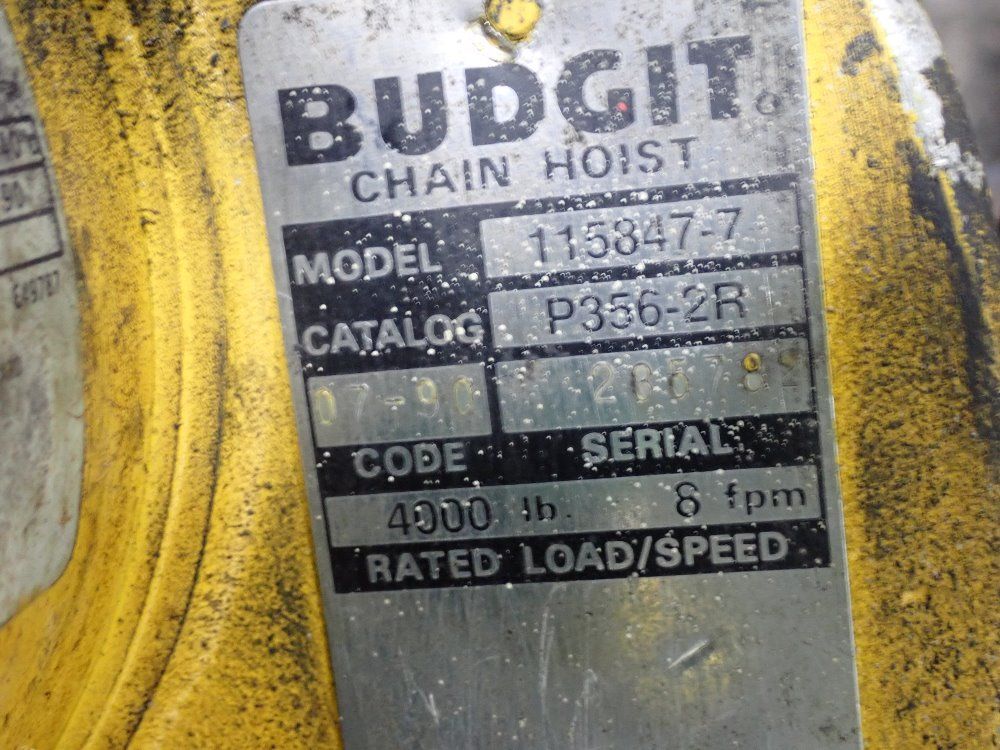 BUDGIT®
CHAIN HOIST
MODEL 115847-7
CATALOG P356-2R
07-90
CODE SERIAL
4000 lb. 8 fpm
RATED LOAD/SPEED
90.